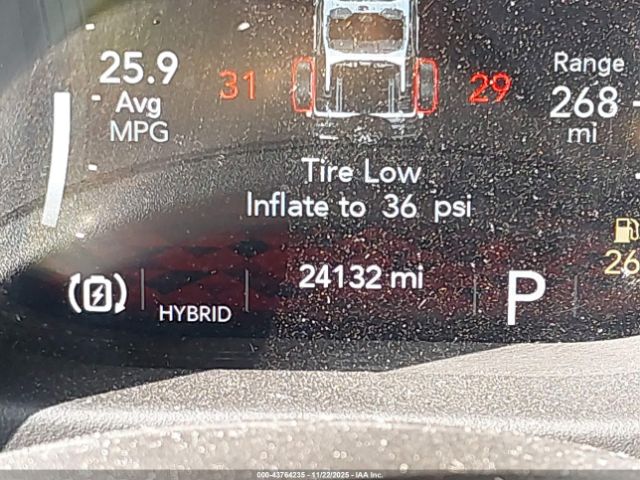 25.9
Avg
MPG
31
29
Range
268
mi
Tire Low
Inflate to 36 psi
HYBRID
24132 mi
P
26
000-43764235 - 11/22/2025 - IAA Inc.